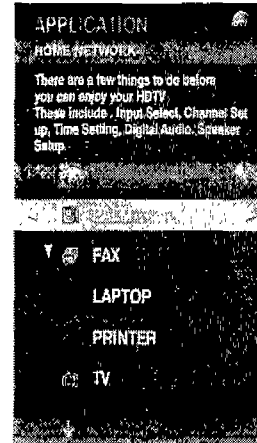 APPLICATION
HOME NETWORK
There are a few things to do before
you can enjoy your HDTV
These include . Input Select, Channel Set
up, Time Setting, Digital Audio. Speaker
Setup.
FAX
LAPTOP
PRINTER
TV